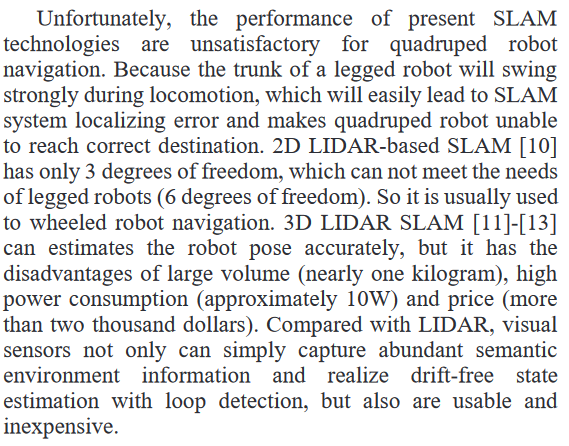 Unfortunately, the performance of present SLAM
technologies are unsatisfactory for quadruped robot
navigation. Because the trunk of a legged robot will swing
strongly during locomotion, which will easily lead to SLAM
system localizing error and makes quadruped robot unable
to reach correct destination. 2D LIDAR-based SLAM [10]
has only 3 degrees of freedom, which can not meet the needs
of legged robots (6 degrees of freedom). So it is usually used
to wheeled robot navigation. 3D LIDAR SLAM [11]-[13]
can estimates the robot pose accurately, but it has the
disadvantages of large volume (nearly one kilogram), high
power consumption (approximately 10W) and price (more
than two thousand dollars). Compared with LIDAR, visual
sensors not only can simply capture abundant semantic
environment information and realize drift-free state
estimation with loop detection, but also are usable and
inexpensive.